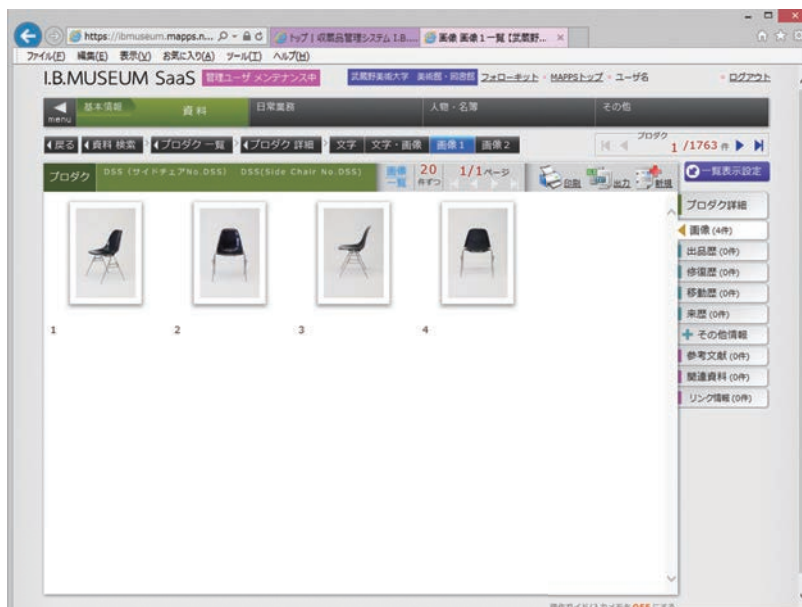 https://ibmuseum.mapps.n...
トップ | 収蔵品管理システム I.B....
画像 画像1一覧 【武蔵野...
ファイル(F) 編集(E) 表示(V) お気に入り(A) ツール(T) ヘルプ(H)
I.B.MUSEUM SaaS 管理ユーザ メンテナンス中 武蔵野美術大学 美術館・図書館 フォローキット MAPPSトップ ユーザ名 ログアウト
menu 基本情報 資料 日常業務 人物・名簿 その他
戻る 資料 検索 プロダク 一覧 プロダク 詳細 文字 文字・画像 画像1 画像2 プロダク 1 /1763 件
プロダク DSS (サイドチェアNo.DSS) DSS(Side Chair No.DSS) 画像一覧 20件ずつ 1/1ページ 印刷 出力 新規
一覧表示設定
プロダク詳細
画像 (4件)
出品歴 (0件)
修復歴 (0件)
移動歴 (0件)
来歴 (0件)
その他情報
参考文献 (0件)
関連資料 (0件)
リンク情報 (0件)
1 2 3 4